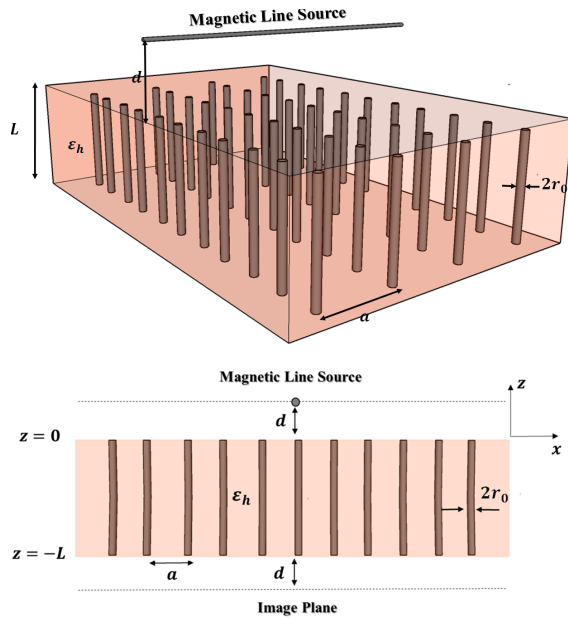 Magnetic Line Source
d
L
ε_h
2r_0
a
Magnetic Line Source
z
d
z = 0
x
ε_h
2r_0
z = −L
a
d
Image Plane